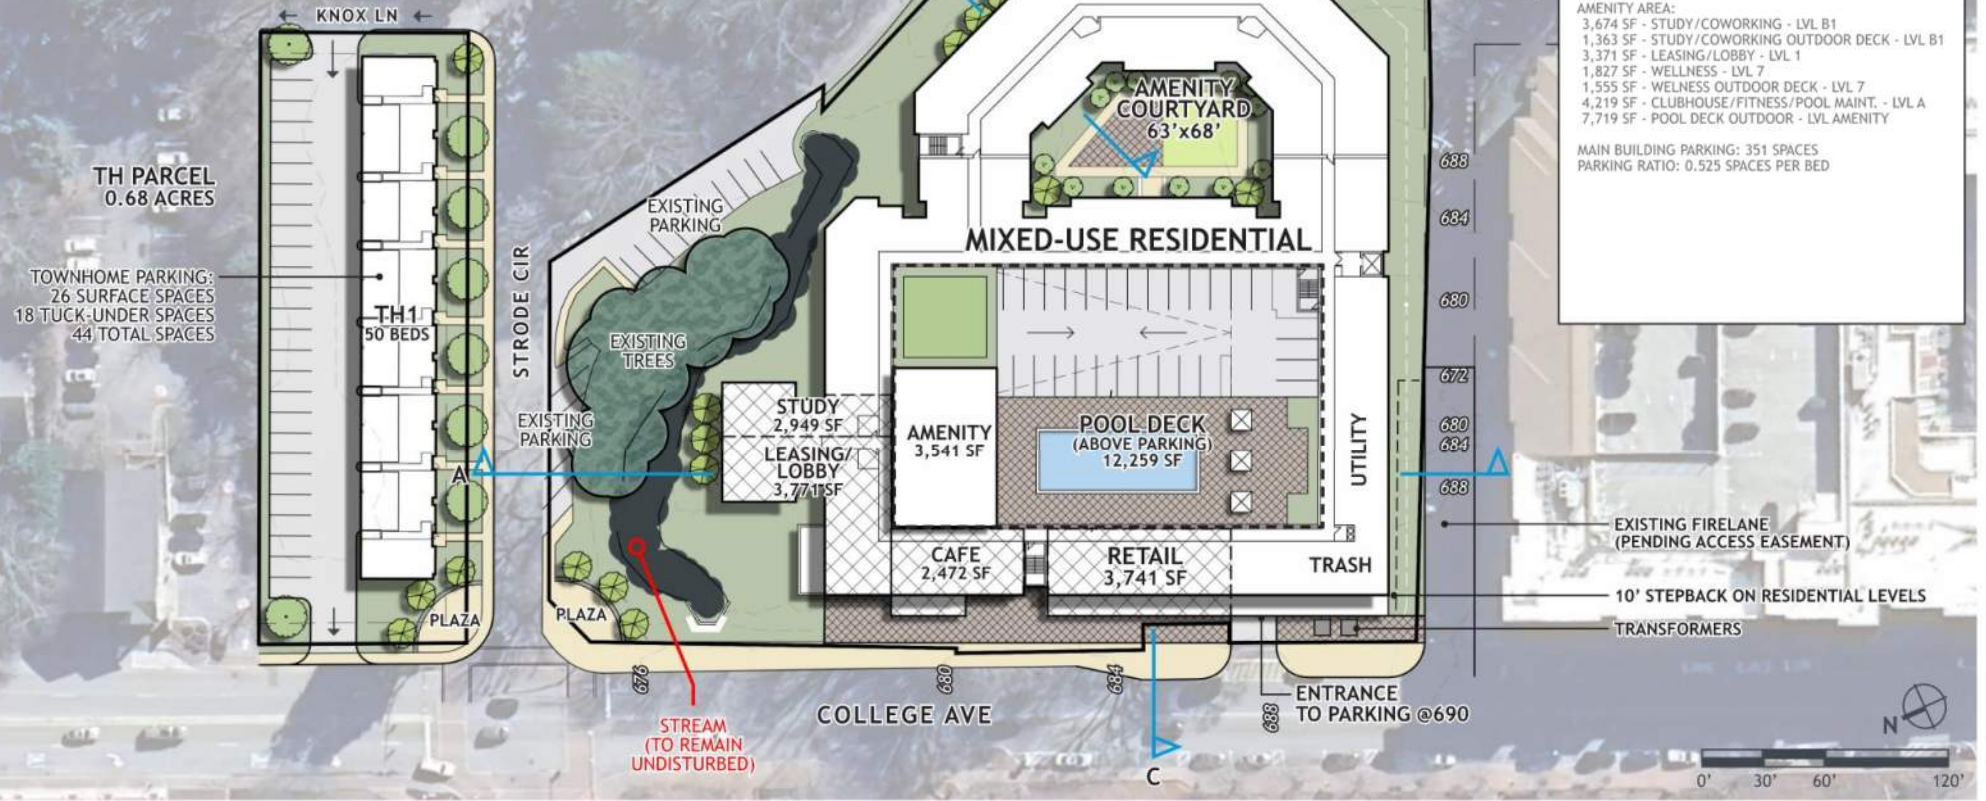 KNOX LN
TH PARCEL
0.68 ACRES
TOWNHOME PARKING:
26 SURFACE SPACES
18 TUCK-UNDER SPACES
44 TOTAL SPACES
TH1
50 BEDS
STRODE CIR
PLAZA
A
EXISTING
PARKING
EXISTING
TREES
EXISTING
PARKING
PLAZA
STREAM
(TO REMAIN
UNDISTURBED)
AMENITY
COURTYARD
63'x68'
MIXED-USE RESIDENTIAL
STUDY
2,949 SF
LEASING/
LOBBY
3,771 SF
AMENITY
3,541 SF
POOL DECK
(ABOVE PARKING)
12,259 SF
UTILITY
CAFE
2,472 SF
RETAIL
3,741 SF
TRASH
676
680
684
688
COLLEGE AVE
C
ENTRANCE
TO PARKING @690
688
684
680
672
680
684
688
AMENITY AREA:
3,674 SF - STUDY/COWORKING - LVL B1
1,363 SF - STUDY/COWORKING OUTDOOR DECK - LVL B1
3,371 SF - LEASING/LOBBY - LVL 1
1,827 SF - WELLNESS - LVL 7
1,555 SF - WELNESS OUTDOOR DECK - LVL 7
4,219 SF - CLUBHOUSE/FITNESS/POOL MAINT. - LVL A
7,719 SF - POOL DECK OUTDOOR - LVL AMENITY
MAIN BUILDING PARKING: 351 SPACES
PARKING RATIO: 0.525 SPACES PER BED
EXISTING FIRELANE
(PENDING ACCESS EASEMENT)
10' STEPBACK ON RESIDENTIAL LEVELS
TRANSFORMERS
N
0' 30' 60' 120'